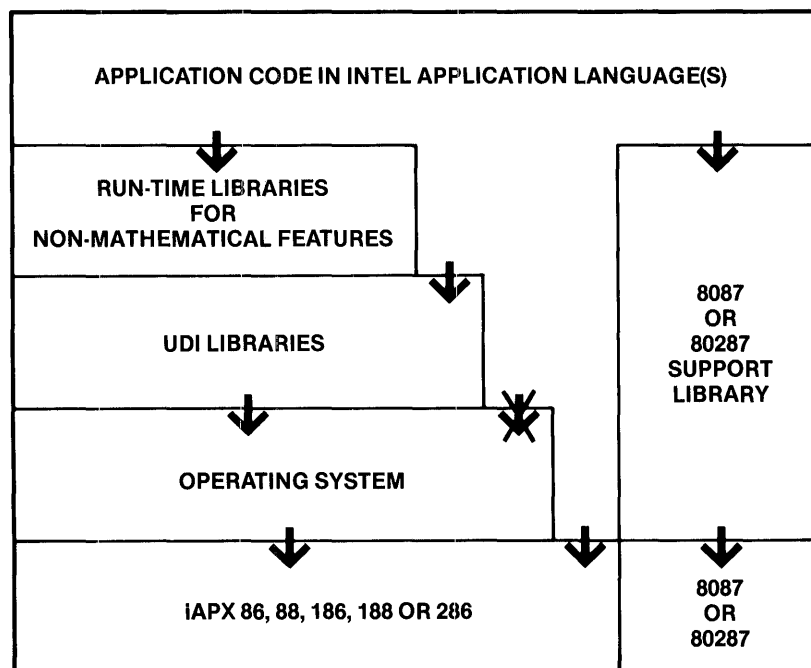 APPLICATION CODE IN INTEL APPLICATION LANGUAGE(S)
RUN-TIME LIBRARIES
FOR
NON-MATHEMATICAL FEATURES
UDI LIBRARIES
OPERATING SYSTEM
8087
OR
80287
SUPPORT
LIBRARY
iAPX 86, 88, 186, 188 OR 286
8087
OR
80287